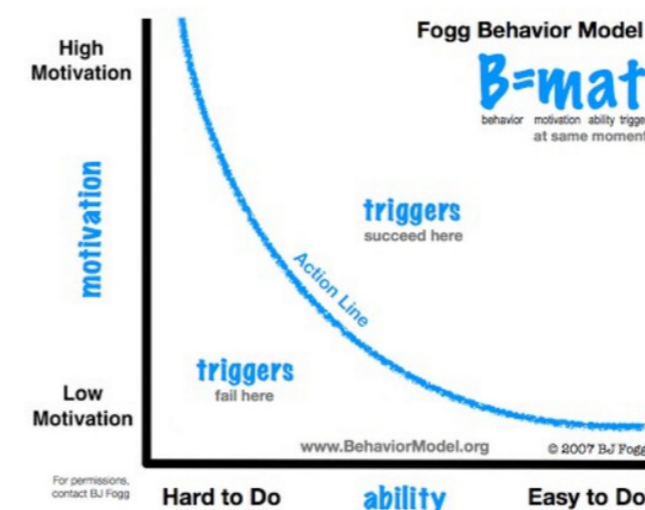 Fogg Behavior Model
B=mat
behavior motivation ability trigge
at same momen
High
Motivation
motivation
triggers
succeed here
Action Line
triggers
fail here
Low
Motivation
www.BehaviorModel.org
© 2007 BJ Fogg
For permissions,
contact BJ Fogg
Hard to Do
ability
Easy to Do